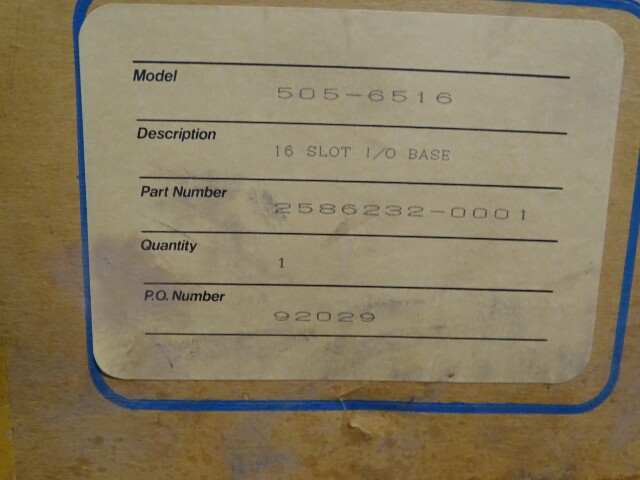 Model
505-6516
Description
16 SLOT I/O BASE
Part Number
2586232-0001
Quantity
1
P.O. Number
92029